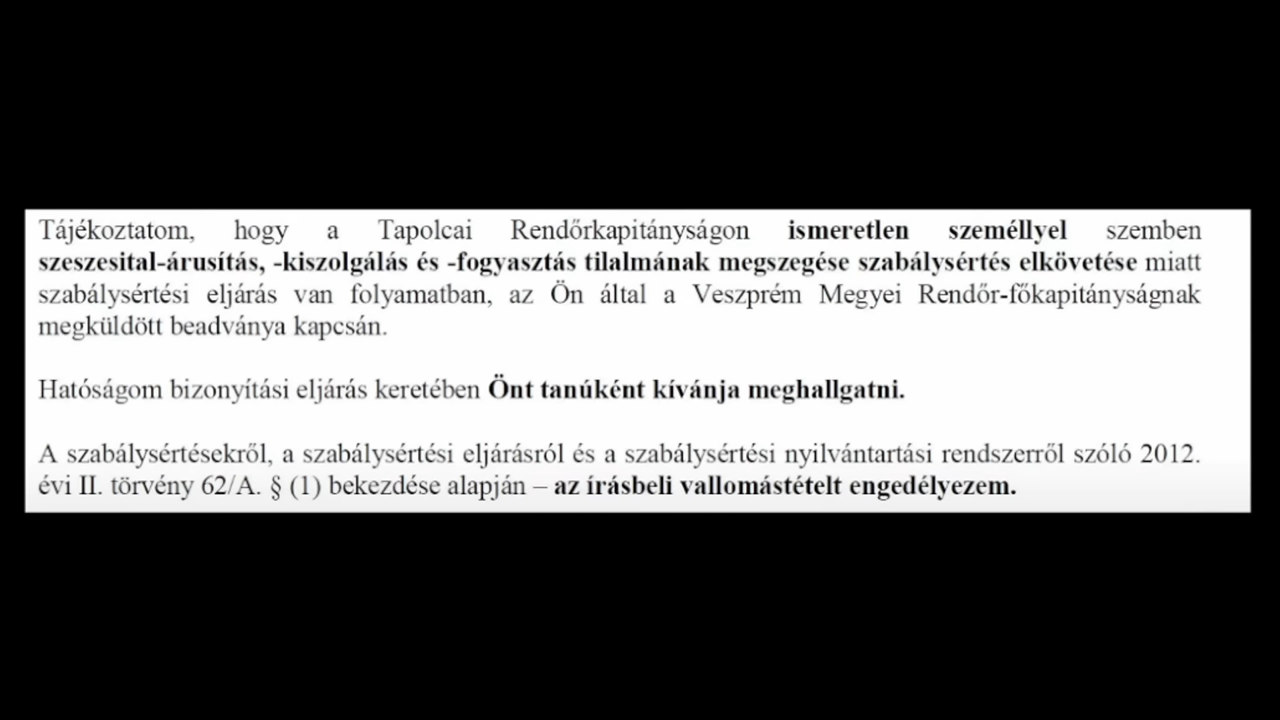 Tájékoztatom, hogy a Tapolcai Rendőrkapitányságon ismeretlen személlyel szemben
szeszesital-árusítás, -kiszolgálás és -fogyasztás tilalmának megszegése szabálysértés elkövetése miatt
szabálysértési eljárás van folyamatban, az Ön által a Veszprém Megyei Rendőr-főkapitányságnak
megküldött beadványa kapcsán.
Hatóságom bizonyítási eljárás keretében Önt tanúként kívánja meghallgatni.
A szabálysértésekről, a szabálysértési eljárásról és a szabálysértési nyilvántartási rendszerről szóló 2012.
évi II. törvény 62/A. § (1) bekezdése alapján – az írásbeli vallomástételt engedélyezem.